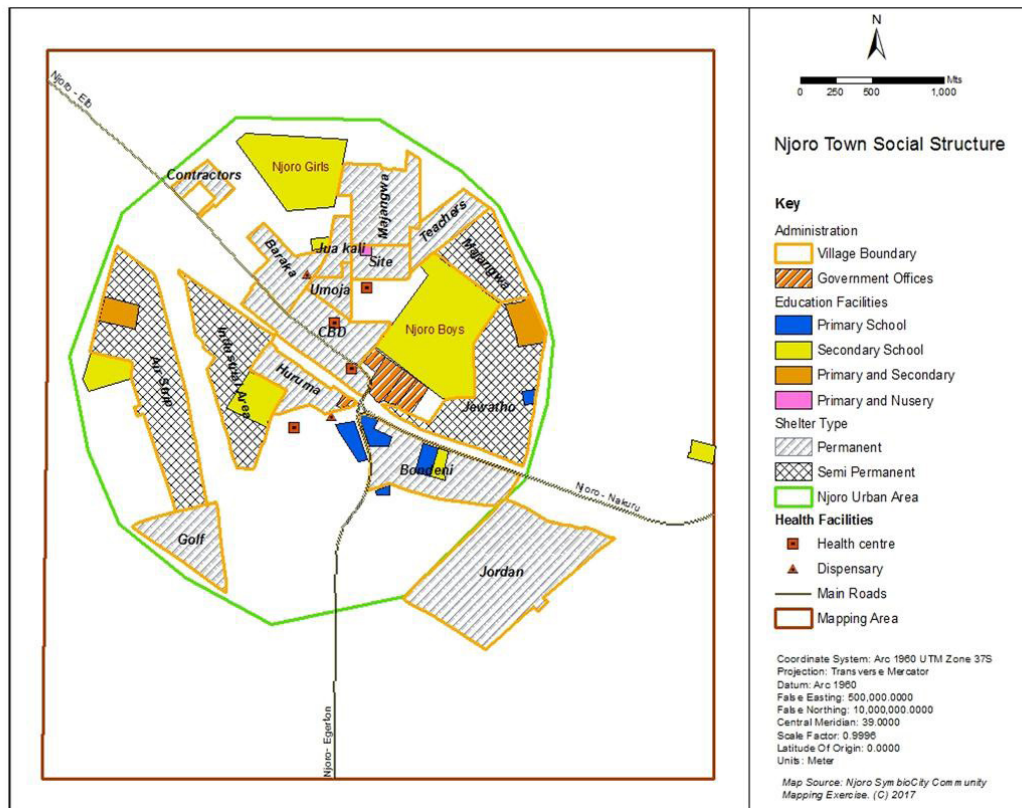 Njoro - Elb
Contractors
Njoro Girls
Majangwa
Teachers
Baraka
Jua kali
Site
Majangwa
Umoja
CBD
Njoro Boys
Air Strip
Industrial Area
Huruma
Jewatho
Bondeni
Njoro - Nakuru
Golf
Jordan
Njoro- Egerton
N
Mts
0 250 500 1,000
Njoro Town Social Structure
Key
Administration
Village Boundary
Government Offices
Education Facilities
Primary School
Secondary School
Primary and Secondary
Primary and Nusery
Shelter Type
Permanent
Semi Permanent
Njoro Urban Area
Health Facilities
Health centre
Dispensary
Main Roads
Mapping Area
Coordinate System: Arc 1960 UTM Zone 37S
Projection: Transverse Mercator
Datum: Arc 1960
False Easting: 500,000.0000
False Northing: 10,000,000.0000
Central Meridian: 39.0000
Scale Factor: 0.9996
Latitude Of Origin: 0.0000
Units: Meter
Map Source: Njoro SymbioCity Community
Mapping Exercise. (C) 2017